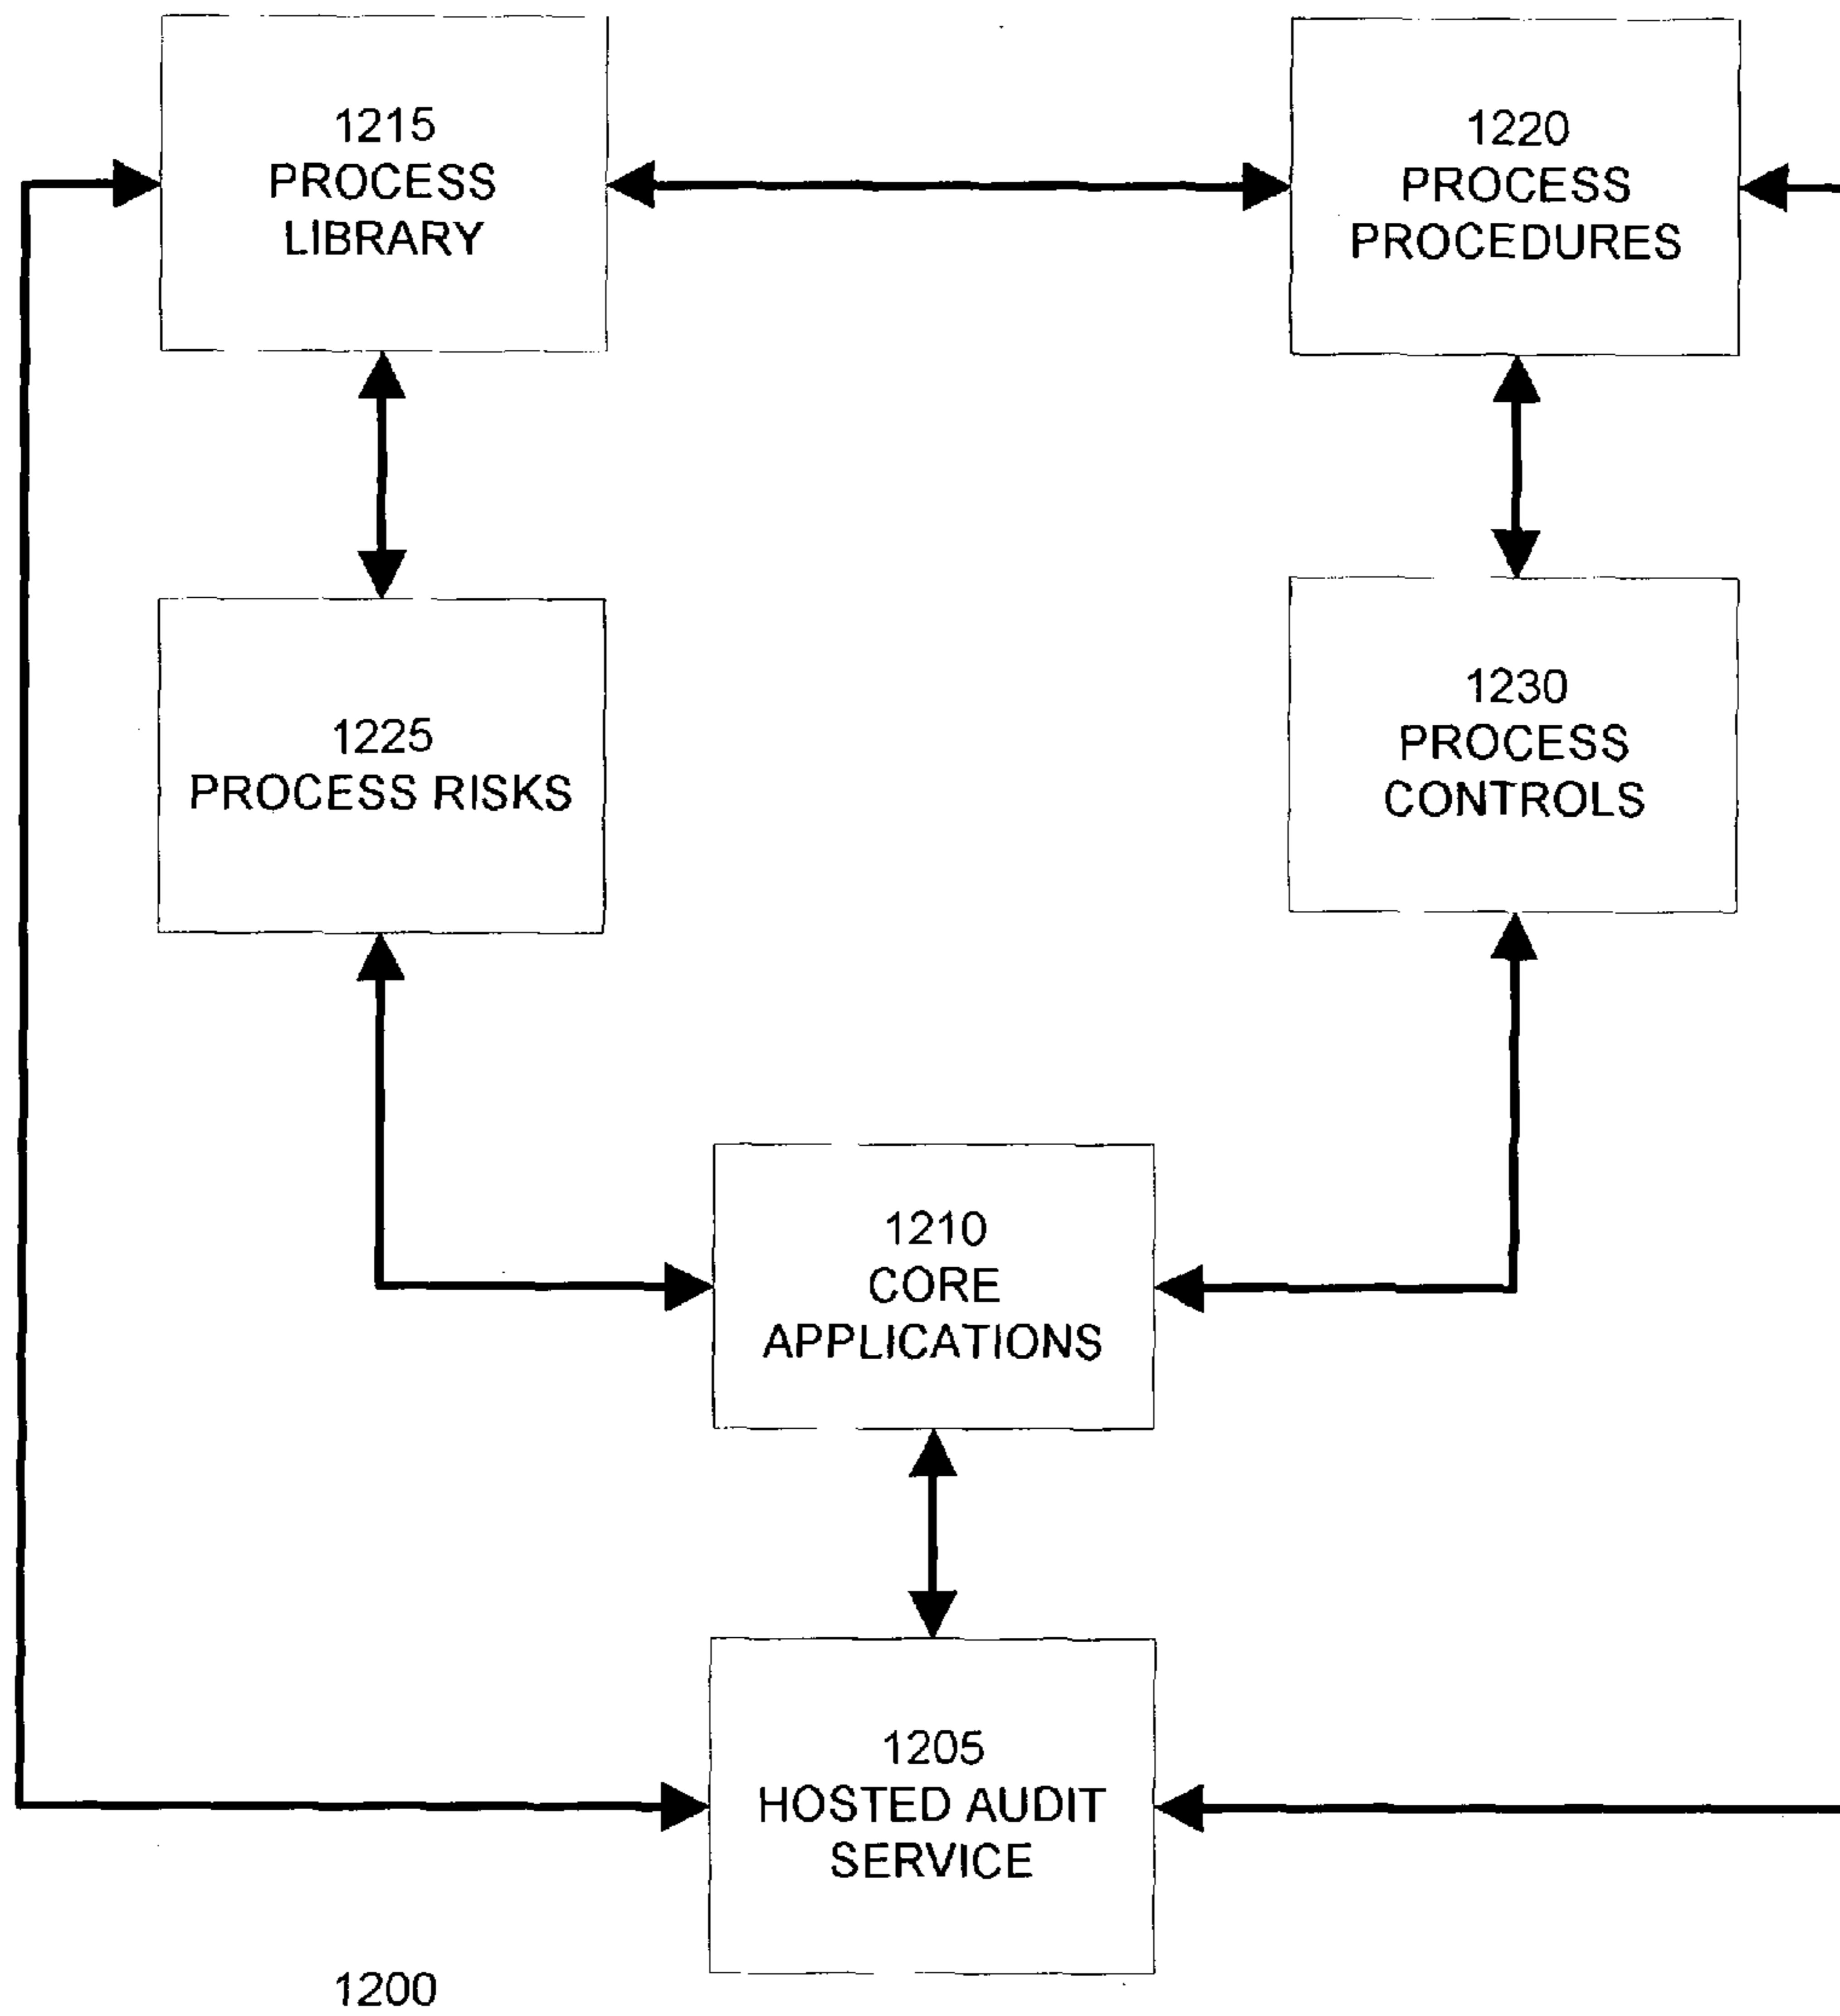 1215
PROCESS
LIBRARY
1220
PROCESS
PROCEDURES
1225
PROCESS RISKS
1230
PROCESS
CONTROLS
1210
CORE
APPLICATIONS
1205
HOSTED AUDIT
SERVICE
1200